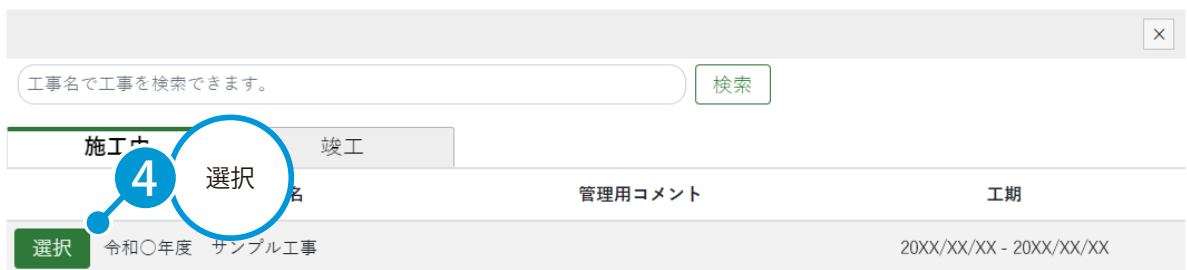 ×
工事名で工事を検索できます。 検索
施工中 竣工
4 選択
名 管理用コメント 工期
選択 令和〇年度 サンプル工事 20XX/XX/XX - 20XX/XX/XX